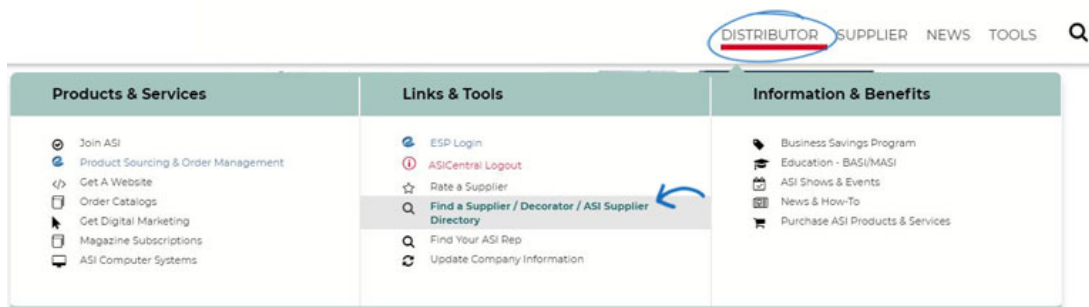 DISTRIBUTOR SUPPLIER NEWS TOOLS
Products & Services
Join ASI
Product Sourcing & Order Management
Get A Website
Order Catalogs
Get Digital Marketing
Magazine Subscriptions
ASI Computer Systems
Links & Tools
ESP Login
ASICentral Logout
Rate a Supplier
Find a Supplier / Decorator / ASI Supplier
Directory
Find Your ASI Rep
Update Company Information
Information & Benefits
Business Savings Program
Education - BASI/MASI
ASI Shows & Events
News & How-To
Purchase ASI Products & Services